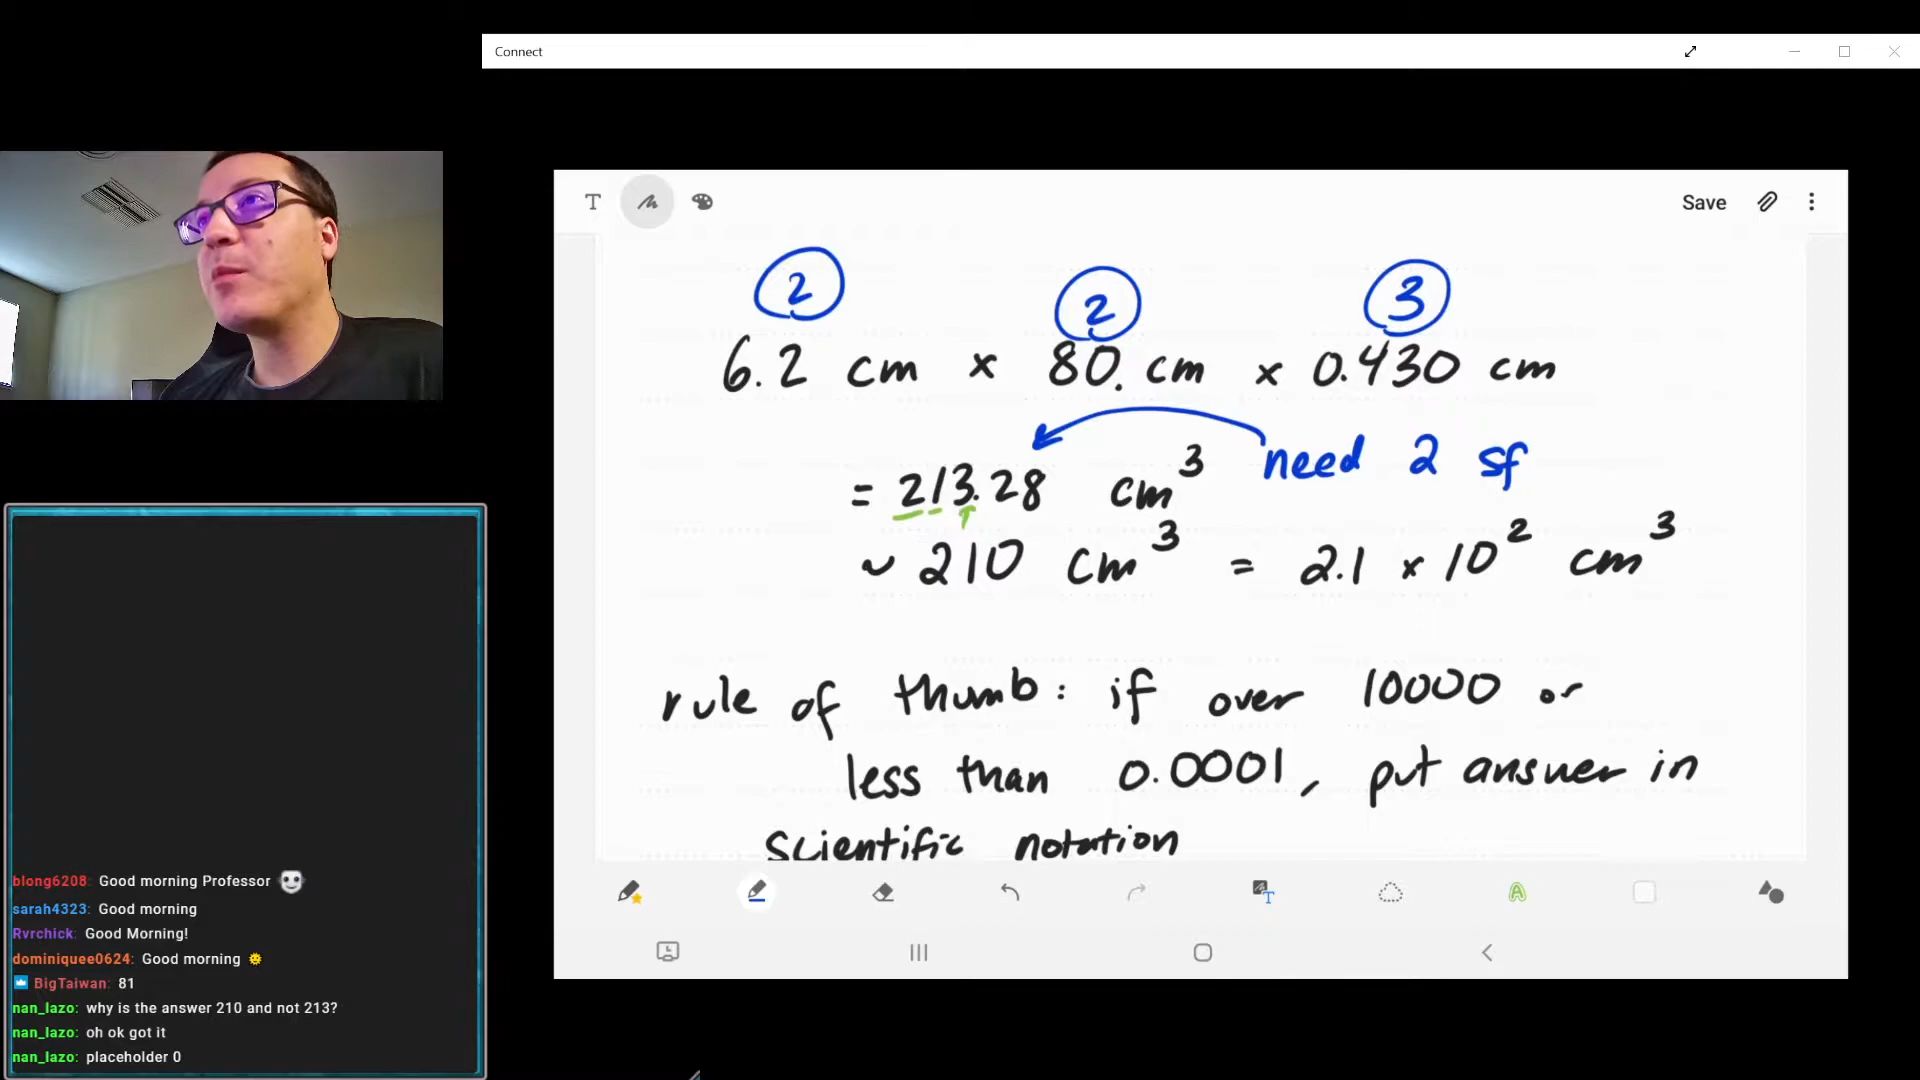 Connect
T
Save
2 2 3
6.2 cm x 80. cm x 0.430 cm
= 213.28 cm³ need 2 sf
~ 210 cm³ = 2.1 x 10² cm³
rule of thumb: if over 10000 or
less than 0.0001, put answer in
scientific notation
blong6208: Good morning Professor
sarah4323: Good morning
Rvrchick: Good Morning!
dominiquee0624: Good morning
BigTaiwan: 81
nan_lazo: why is the answer 210 and not 213?
nan_lazo: oh ok got it
nan_lazo: placeholder 0